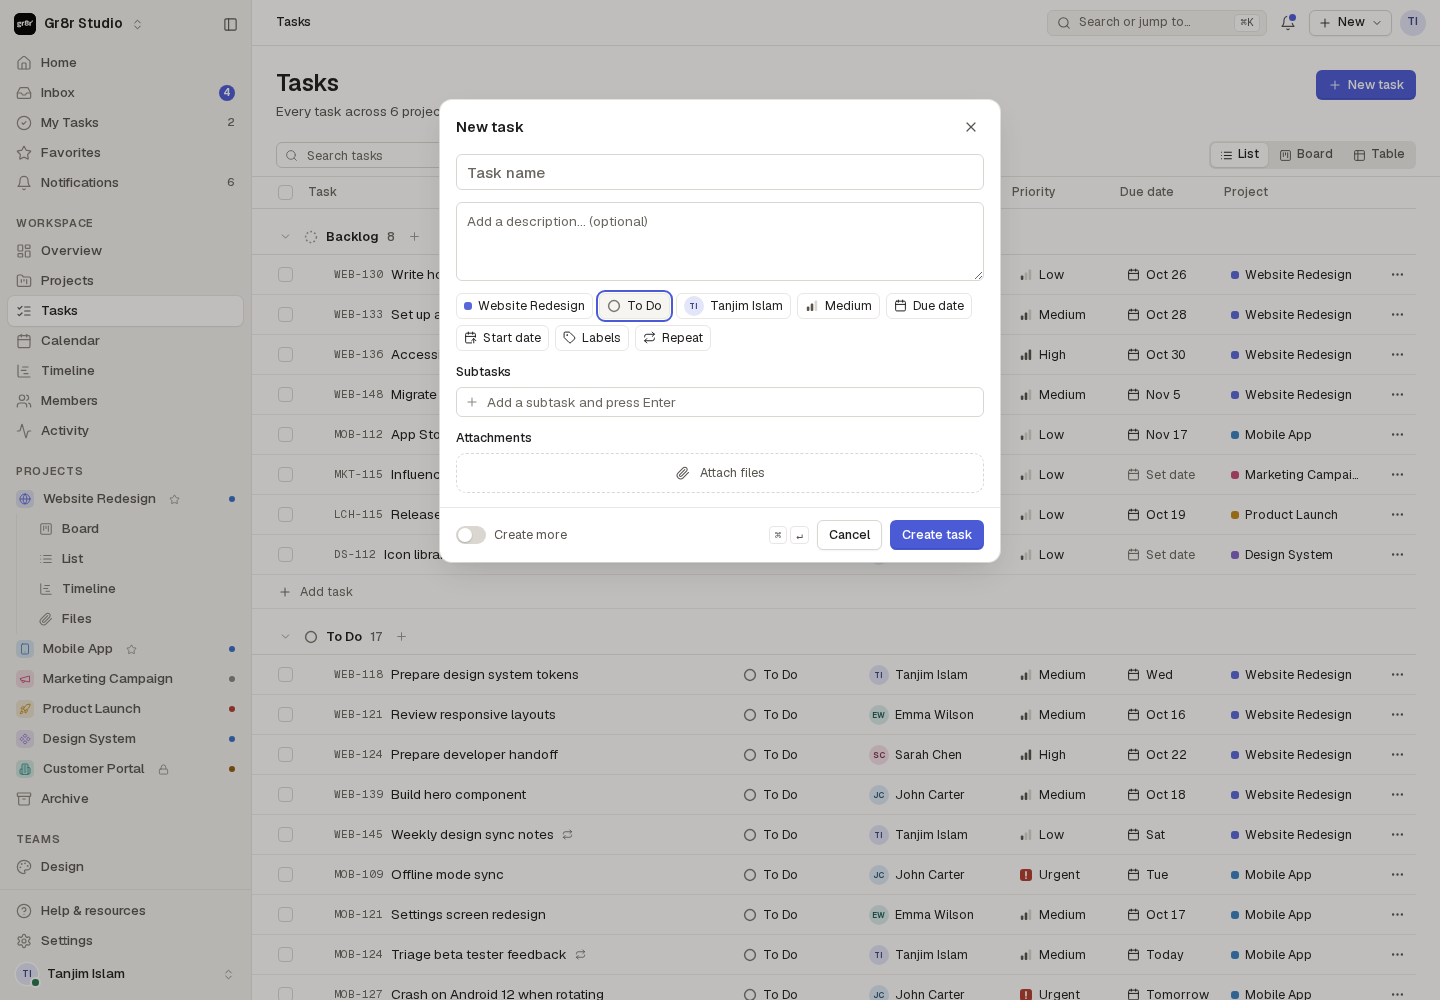 gr8r Gr8r Studio
Home
Inbox 4
My Tasks 2
Favorites
Notifications 6
WORKSPACE
Overview
Projects
Tasks
Calendar
Timeline
Members
Activity
PROJECTS
Website Redesign
Board
List
Timeline
Files
Mobile App
Marketing Campaign
Product Launch
Design System
Customer Portal
Archive
TEAMS
Design
Help & resources
Settings
TI Tanjim Islam
Tasks
Search or jump to... ⌘K New TI
Tasks
New task
Every task across 6 projec
Search tasks
List Board Table
Task Priority Due date Project
Backlog 8
WEB-130 Write ho Low Oct 26 Website Redesign
WEB-133 Set up a Medium Oct 28 Website Redesign
WEB-136 Access High Oct 30 Website Redesign
WEB-148 Migrate Medium Nov 5 Website Redesign
MOB-112 App Sto Low Nov 17 Mobile App
MKT-115 Influenc Low Set date Marketing Campai...
LCH-115 Release Low Oct 19 Product Launch
DS-112 Icon libra Low Set date Design System
Add task
New task
Task name
Add a description... (optional)
Website Redesign To Do TI Tanjim Islam Medium Due date
Start date Labels Repeat
Subtasks
Add a subtask and press Enter
Attachments
Attach files
Create more ⌘ ↵ Cancel Create task
To Do 17
WEB-118 Prepare design system tokens To Do TI Tanjim Islam Medium Wed Website Redesign
WEB-121 Review responsive layouts To Do EW Emma Wilson Medium Oct 16 Website Redesign
WEB-124 Prepare developer handoff To Do SC Sarah Chen High Oct 22 Website Redesign
WEB-139 Build hero component To Do JC John Carter Medium Oct 18 Website Redesign
WEB-145 Weekly design sync notes To Do TI Tanjim Islam Low Sat Website Redesign
MOB-109 Offline mode sync To Do JC John Carter Urgent Tue Mobile App
MOB-121 Settings screen redesign To Do EW Emma Wilson Medium Oct 17 Mobile App
MOB-124 Triage beta tester feedback To Do TI Tanjim Islam Medium Today Mobile App
MOB-127 Crash on Android 12 when rotating To Do JC John Carter Urgent Tomorrow Mobile App